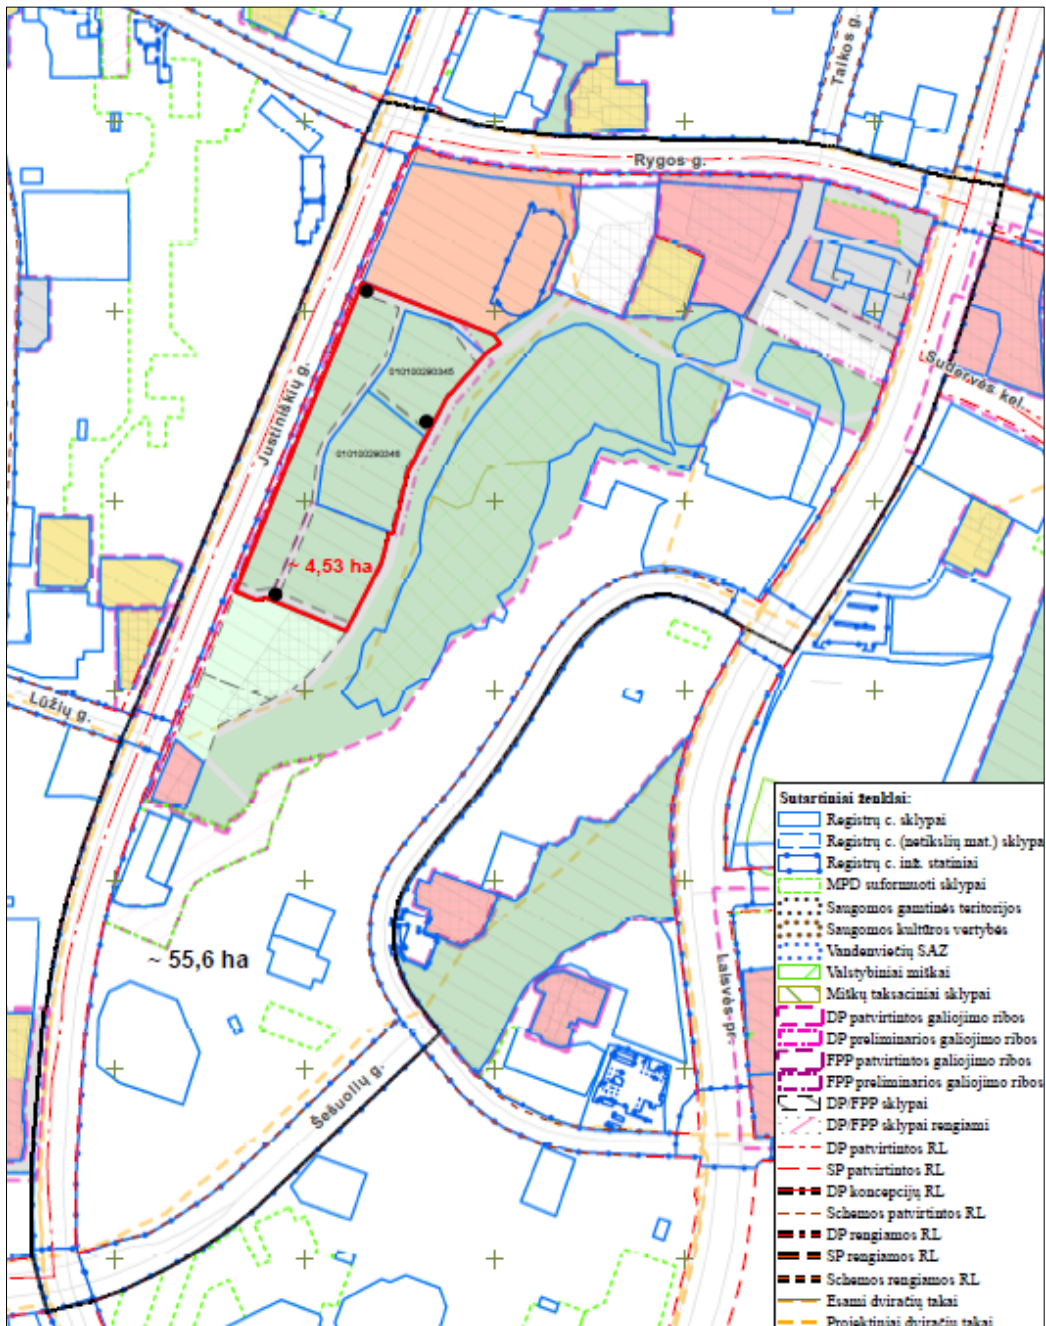 Taikos g.
Rygos g.
Justiniškių g.
010100290345
010100290346
Sudervės kel.
~ 4,53 ha
Lūžių g.
~ 55,6 ha
Laisvės pr.
Šešuolių g.
Sutartiniai ženklai:
Registrų c. sklypai
Registrų c. (netikslių mat.) sklypa
Registrų c. inž. statiniai
MPD suformuoti sklypai
Saugomos gamtinės teritorijos
Saugomos kultūros vertybės
Vandenviečių SAZ
Valstybiniai miškai
Miškų taksaciniai sklypai
DP patvirtintos galiojimo ribos
DP preliminarios galiojimo ribos
FPP patvirtintos galiojimo ribos
FPP preliminarios galiojimo ribos
DP/FPP sklypai
DP/FPP sklypai rengiami
DP patvirtintos RL
SP patvirtintos RL
DP koncepcijų RL
Schemos patvirtintos RL
DP rengiamos RL
SP rengiamos RL
Schemos rengiamos RL
Esami dviračių takai
Projektiniai dviračių takai